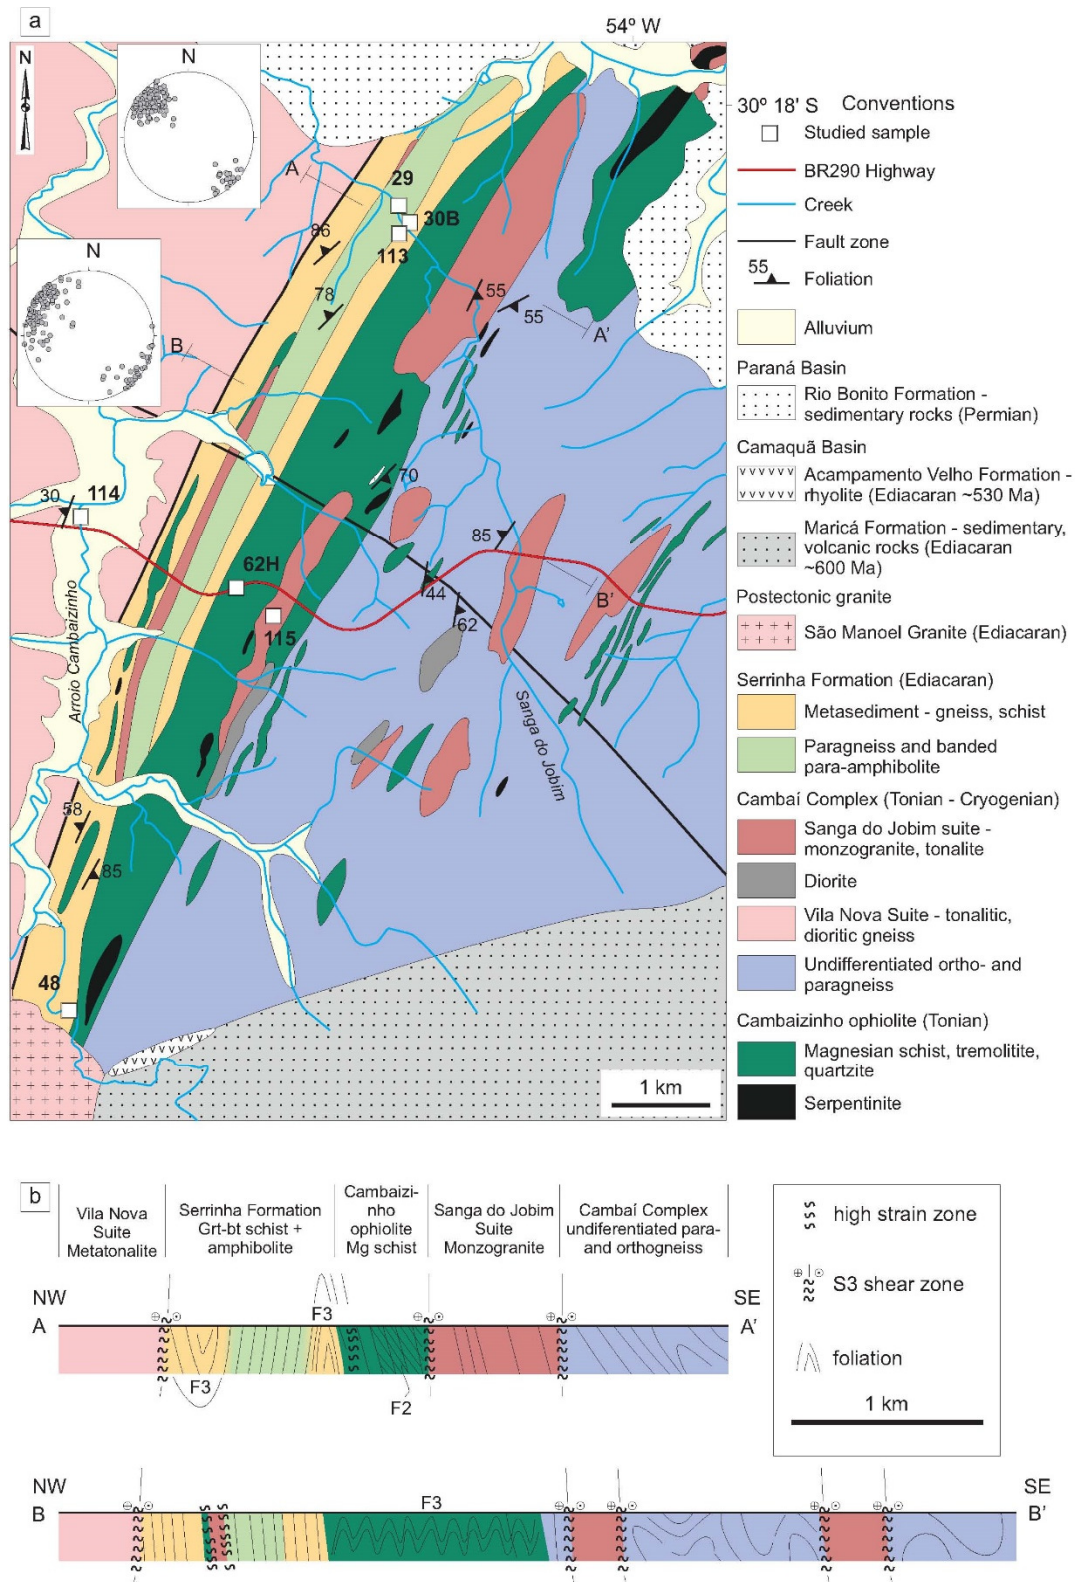 a
54º W
N
N
N
A
29
30B
113
86
78
55
55
A'
B
30
114
70
85
62H
44
B'
62
115
Arroio Cambaizinho
Sanga do Jobim
58
85
48
1 km
30º 18' S Conventions
Studied sample
BR290 Highway
Creek
Fault zone
55
Foliation
Alluvium
Paraná Basin
Rio Bonito Formation -
sedimentary rocks (Permian)
Camaquã Basin
Acampamento Velho Formation -
rhyolite (Ediacaran ~530 Ma)
Maricá Formation - sedimentary,
volcanic rocks (Ediacaran
~600 Ma)
Postectonic granite
São Manoel Granite (Ediacaran)
Serrinha Formation (Ediacaran)
Metasediment - gneiss, schist
Paragneiss and banded
para-amphibolite
Cambaí Complex (Tonian - Cryogenian)
Sanga do Jobim suite -
monzogranite, tonalite
Diorite
Vila Nova Suite - tonalitic,
dioritic gneiss
Undifferentiated ortho- and
paragneiss
Cambaizinho ophiolite (Tonian)
Magnesian schist, tremolitite,
quartzite
Serpentinite
b
Vila Nova
Suite
Metatonalite
Serrinha Formation
Grt-bt schist +
amphibolite
Cambaizi-
nho
ophiolite
Mg schist
Sanga do Jobim
Suite
Monzogranite
Cambaí Complex
undifferentiated para-
and orthogneiss
NW
A
F3
SE
A'
F3
F2
NW
B
F3
SE
B'
high strain zone
S3 shear zone
foliation
1 km